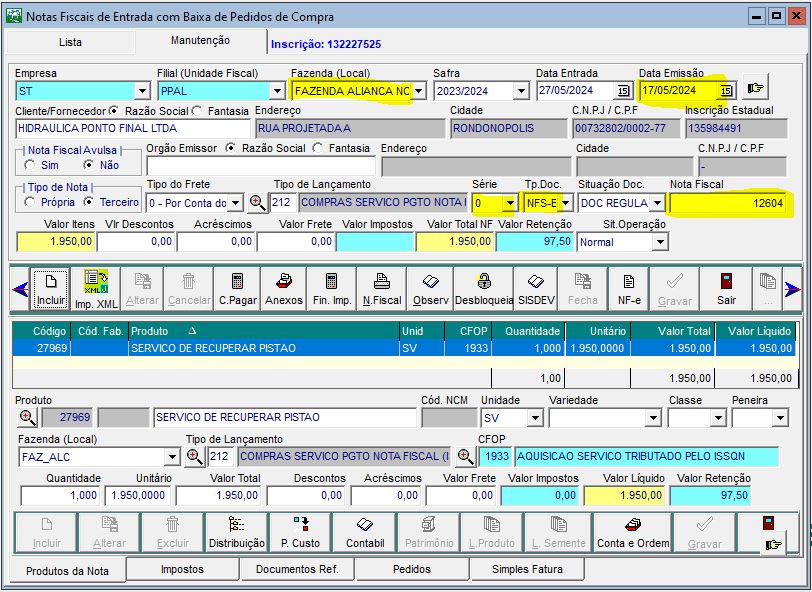 Notas Fiscais de Entrada com Baixa de Pedidos de Compra
Lista Manutenção Inscrição: 132227525
Empresa Filial (Unidade Fiscal) Fazenda (Local) Safra Data Entrada Data Emissão
ST PPAL FAZENDA ALIANCA NO 2023/2024 27/05/2024 15 17/05/2024 15
Cliente/Fornecedor Razão Social Fantasia Endereço Cidade C.N.P.J / C.P.F Inscrição Estadual
HIDRAULICA PONTO FINAL LTDA RUA PROJETADA A RONDONOPOLIS 00732802/0002-77 135984491
Nota Fiscal Avulsa Orgão Emissor Razão Social Fantasia Endereço Cidade C.N.P.J / C.P.F
Sim Não -
Tipo de Nota Tipo do Frete Tipo de Lançamento Série Tp.Doc. Situação Doc. Nota Fiscal
Própria Terceiro 0 - Por Conta do 212 COMPRAS SERVICO PGTO NOTA 0 NFS-E DOC REGULA 12604
Valor Itens Vlr Descontos Acréscimos Valor Frete Valor Impostos Valor Total NF Valor Retenção Sit.Operação
1.950,00 0,00 0,00 0,00 1.950,00 97,50 Normal
Incluir Imp. XML Alterar Cancelar C.Pagar Anexos Fin. Imp. N.Fiscal Observ Desbloqueia SISDEV Fecha NF-e Gravar Sair ...
Código Cód. Fab. Produto Unid CFOP Quantidade Unitário Valor Total Valor Líquido
27969 SERVICO DE RECUPERAR PISTAO SV 1933 1,000 1.950,0000 1.950,00 1.950,00
1,00 1.950,00 1.950,00
Produto Cód. NCM Unidade Variedade Classe Peneira
27969 SERVICO DE RECUPERAR PISTAO SV
Fazenda (Local) Tipo de Lançamento CFOP
FAZ_ALC 212 COMPRAS SERVICO PGTO NOTA FISCAL (I 1933 AQUISICAO SERVICO TRIBUTADO PELO ISSQN
Quantidade Unitário Valor Total Descontos Acréscimos Valor Frete Valor Impostos Valor Líquido Valor Retenção
1,000 1.950,0000 1.950,00 0,00 0,00 0,00 0,00 1.950,00 97,50
Incluir Alterar Excluir Distribuição P. Custo Contabil Patrimônio L.Produto L. Semente Conta e Ordem Gravar
Produtos da Nota Impostos Documentos Ref. Pedidos Simples Fatura